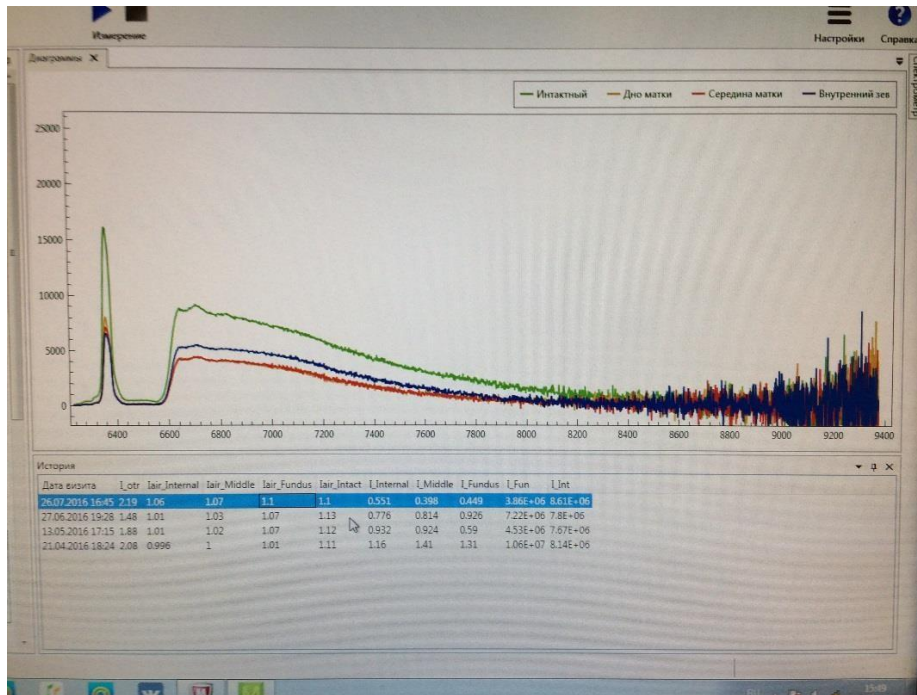 Измерение
Настройки
Справка
Диаграммы X
Интактный Дно матки Середина матки Внутренний зев
25000
20000
15000
10000
5000
0
6400 6600 6800 7000 7200 7400 7600 7800 8000 8200 8400 8600 8800 9000 9200 9400
История
Дата визита I_otr Iair_Internal Iair_Middle Iair_Fundus Iair_Intact I_Internal I_Middle I_Fundus I_Fun I_Int
26.07.2016 16:45 2.19 1.06 1.07 1.1 1.1 0.551 0.398 0.449 3.86E+06 8.61E+06
27.06.2016 19:28 1.48 1.01 1.03 1.07 1.13 0.776 0.814 0.926 7.22E+06 7.8E+06
13.05.2016 17:15 1.88 1.01 1.02 1.07 1.12 0.932 0.924 0.59 4.53E+06 7.67E+06
21.04.2016 18:24 2.08 0.996 1 1.01 1.11 1.16 1.41 1.31 1.06E+07 8.14E+06